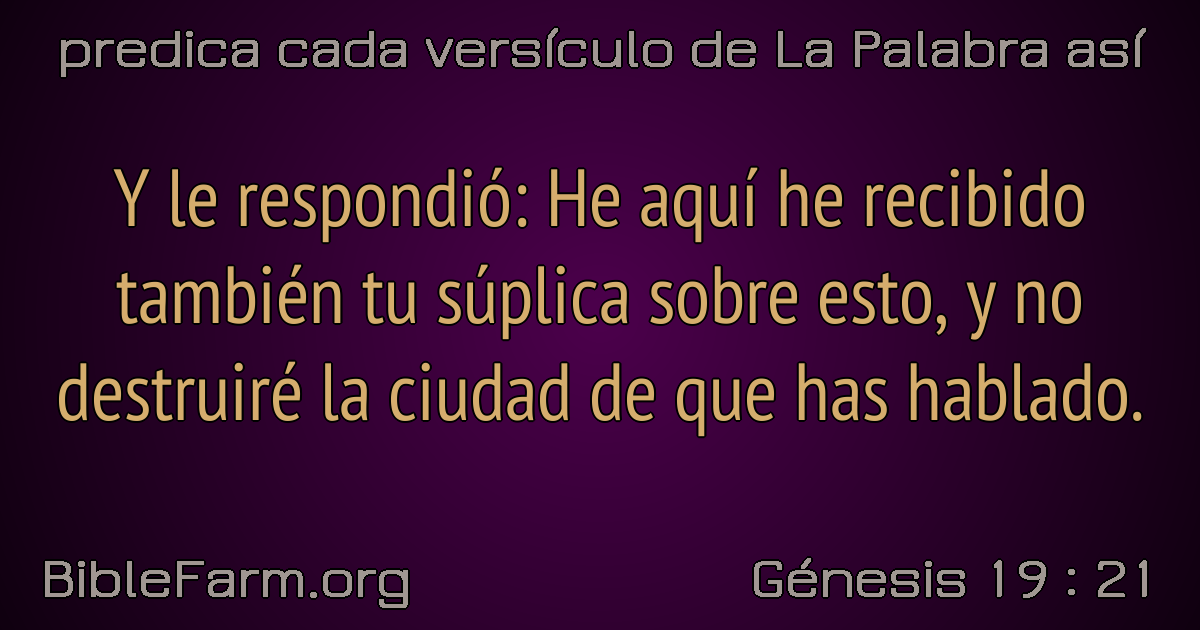 predica cada versículo de La Palabra así
Y le respondió: He aquí he recibido
también tu súplica sobre esto, y no
destruiré la ciudad de que has hablado.
BibleFarm.org
Génesis 19 : 21